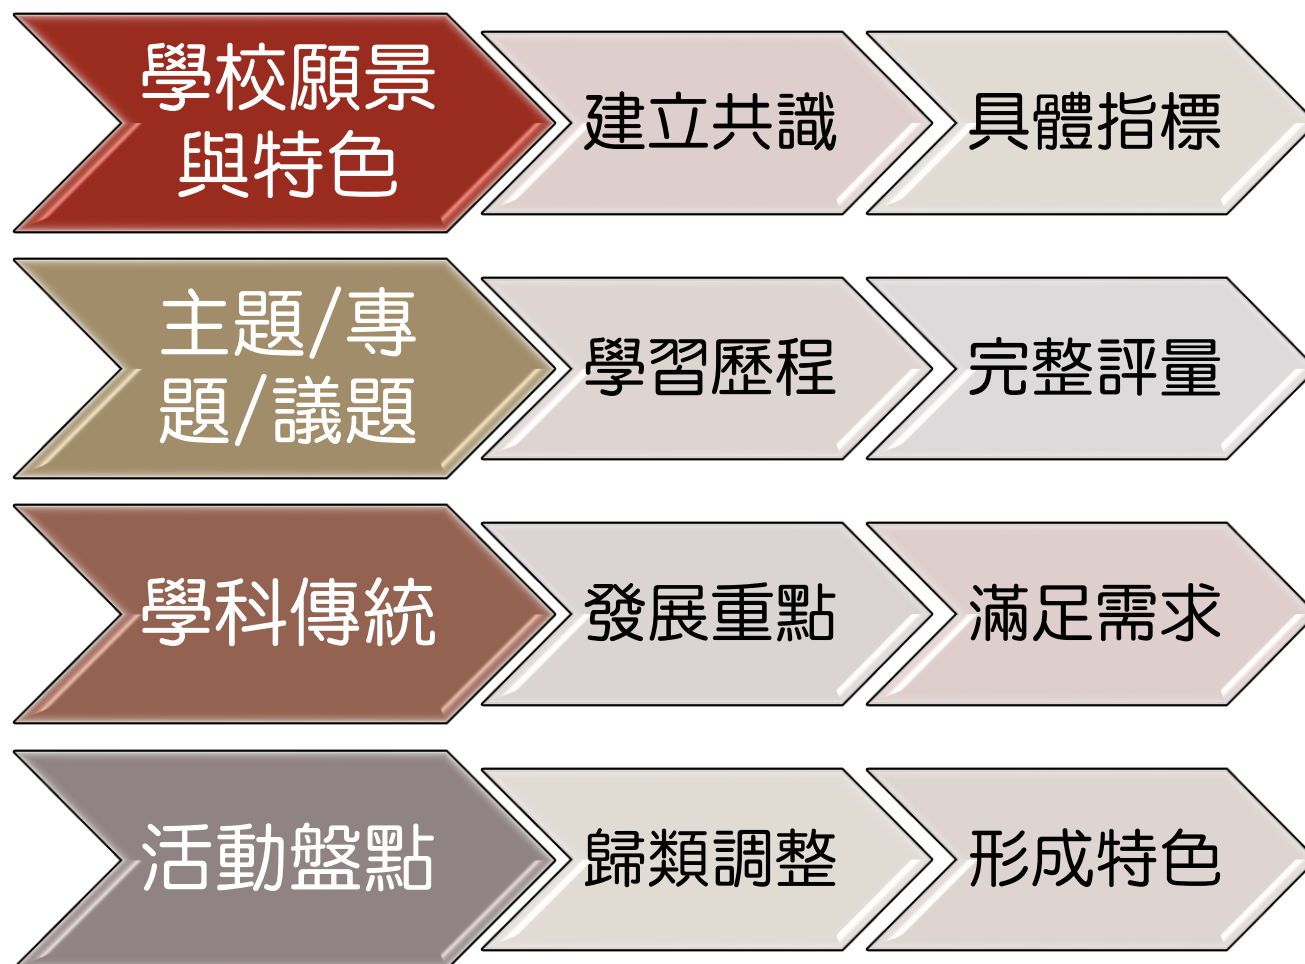 學校願景
與特色
建立共識
具體指標
主題/專
題/議題
學習歷程
完整評量
學科傳統
發展重點
滿足需求
活動盤點
歸類調整
形成特色